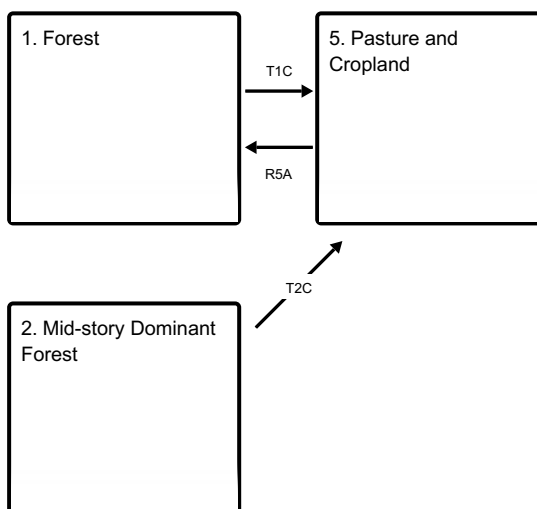 1. Forest
5. Pasture and
Cropland
T1C
R5A
T2C
2. Mid-story Dominant
Forest